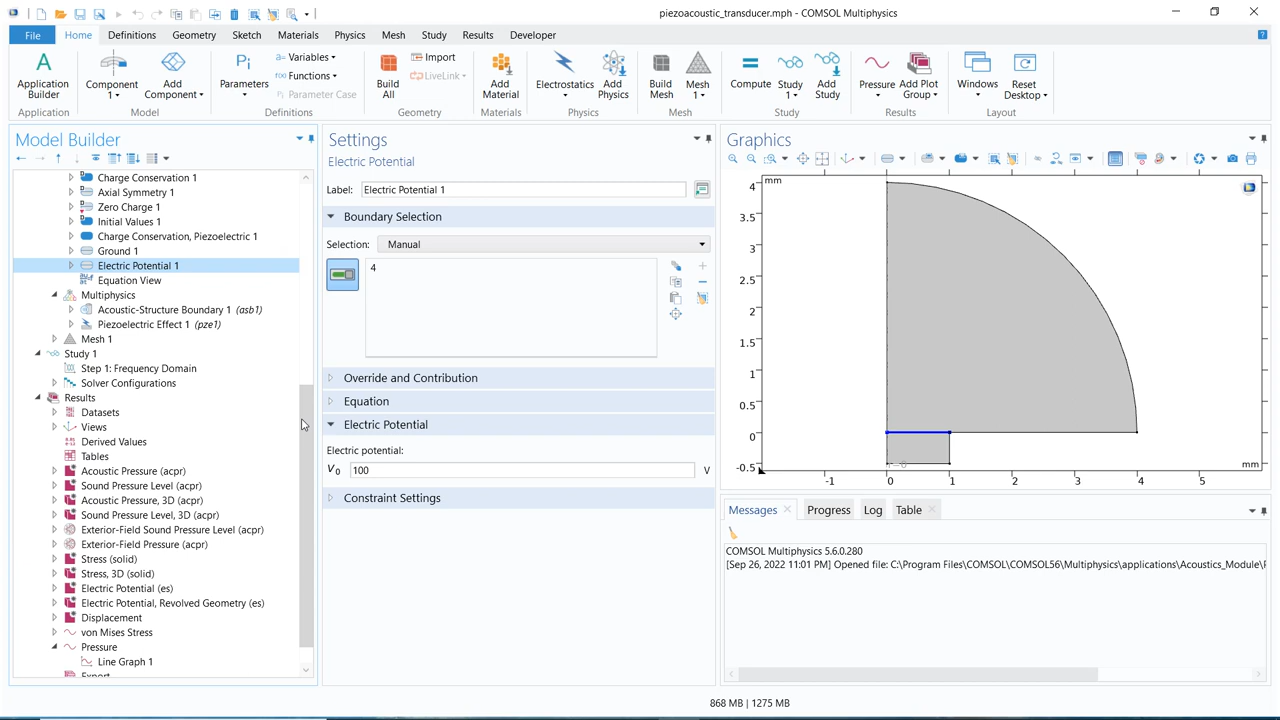 piezoacoustic_transducer.mph - COMSOL Multiphysics
File Home Definitions Geometry Sketch Materials Physics Mesh Study Results Developer
Application Builder
Component 1
Add Component
Pi Parameters
a= Variables
f(x) Functions
Parameter Case
Build All
Import
LiveLink
Add Material
Electrostatics
Add Physics
Build Mesh
Mesh 1
Compute
Study 1
Add Study
Pressure
Add Plot Group
Windows
Reset Desktop
Application Model Definitions Geometry Materials Physics Mesh Study Results Layout
Model Builder
Charge Conservation 1
Axial Symmetry 1
Zero Charge 1
Initial Values 1
Charge Conservation, Piezoelectric 1
Ground 1
Electric Potential 1
Equation View
Multiphysics
Acoustic-Structure Boundary 1 (asb1)
Piezoelectric Effect 1 (pze1)
Mesh 1
Study 1
Step 1: Frequency Domain
Solver Configurations
Results
Datasets
Views
Derived Values
Tables
Acoustic Pressure (acpr)
Sound Pressure Level (acpr)
Acoustic Pressure, 3D (acpr)
Sound Pressure Level, 3D (acpr)
Exterior-Field Sound Pressure Level (acpr)
Exterior-Field Pressure (acpr)
Stress (solid)
Stress, 3D (solid)
Electric Potential (es)
Electric Potential, Revolved Geometry (es)
Displacement
von Mises Stress
Pressure
Line Graph 1
Export
Settings
Electric Potential
Label: Electric Potential 1
Boundary Selection
Selection: Manual
4
Override and Contribution
Equation
Electric Potential
Electric potential:
V0 100 V
Constraint Settings
Graphics
mm
4
3.5
3
2.5
2
1.5
1
0.5
0
-0.5
r=0
-1 0 1 2 3 4 5
mm
Messages Progress Log Table
COMSOL Multiphysics 5.6.0.280
[Sep 26, 2022 11:01 PM] Opened file: C:\Program Files\COMSOL\COMSOL56\Multiphysics\applications\Acoustics_Module\
868 MB | 1275 MB